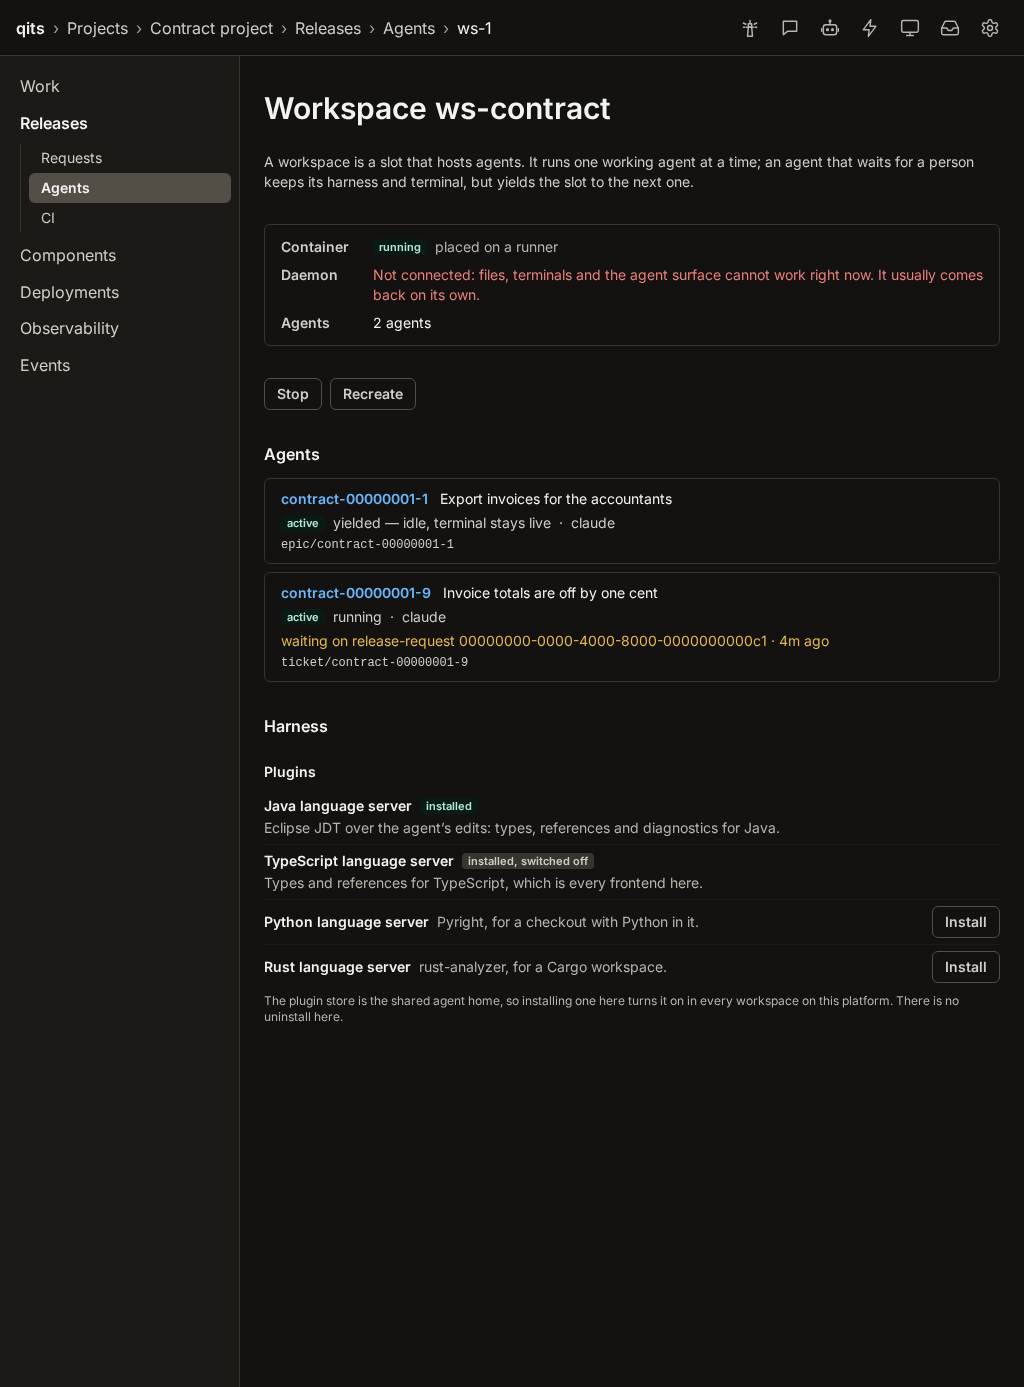 qits › Projects › Contract project › Releases › Agents › ws-1
Work
Releases
Requests
Agents
CI
Components
Deployments
Observability
Events
Workspace ws-contract
A workspace is a slot that hosts agents. It runs one working agent at a time; an agent that waits for a person
keeps its harness and terminal, but yields the slot to the next one.
Container running placed on a runner
Daemon Not connected: files, terminals and the agent surface cannot work right now. It usually comes
back on its own.
Agents 2 agents
Stop Recreate
Agents
contract-00000001-1 Export invoices for the accountants
active yielded — idle, terminal stays live · claude
epic/contract-00000001-1
contract-00000001-9 Invoice totals are off by one cent
active running · claude
waiting on release-request 00000000-0000-4000-8000-0000000000c1 · 4m ago
ticket/contract-00000001-9
Harness
Plugins
Java language server installed
Eclipse JDT over the agent’s edits: types, references and diagnostics for Java.
TypeScript language server installed, switched off
Types and references for TypeScript, which is every frontend here.
Python language server Pyright, for a checkout with Python in it. Install
Rust language server rust-analyzer, for a Cargo workspace. Install
The plugin store is the shared agent home, so installing one here turns it on in every workspace on this platform. There is no
uninstall here.